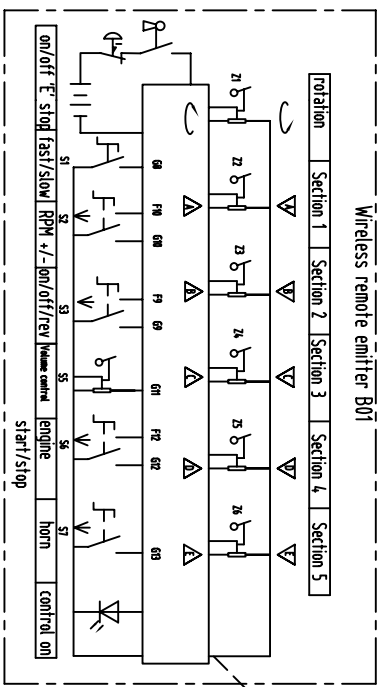 Wireless remote emitter B01
rotation Section 1 Section 2 Section 3 Section 4 Section 5
A B C D E
Z1 Z2 Z3 Z4 Z5 Z6
A B C D E
G8 F10 G10 F9 G9 G11 F12 G12 G13
S1 S2 S3 S5 S6 S7
on/off 'E' stop fast/slow RPM +/- on/off/rev Volume control engine horn control on
start/stop